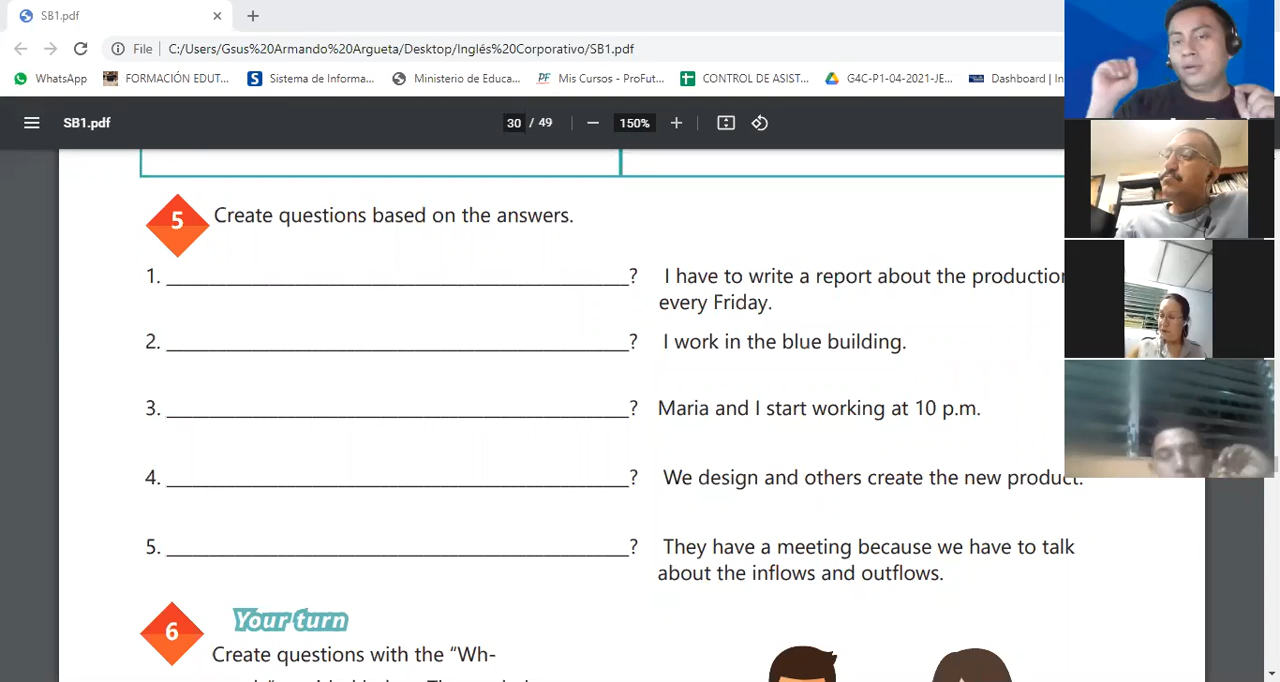 SB1.pdf
File C:/Users/Gsus%20Armando%20Argueta/Desktop/Inglés%20Corporativo/SB1.pdf
WhatsApp FORMACIÓN EDUT... Sistema de Informa... Ministerio de Educa... Mis Cursos - ProFut... CONTROL DE ASIST... G4C-P1-04-2021-JE... Dashboard | In
SB1.pdf 30 / 49 150%
5 Create questions based on the answers.
1. ______? I have to write a report about the production
every Friday.
2. ______? I work in the blue building.
3. ______? Maria and I start working at 10 p.m.
4. ______? We design and others create the new product.
5. ______? They have a meeting because we have to talk
about the inflows and outflows.
6 Your turn
Create questions with the “Wh-